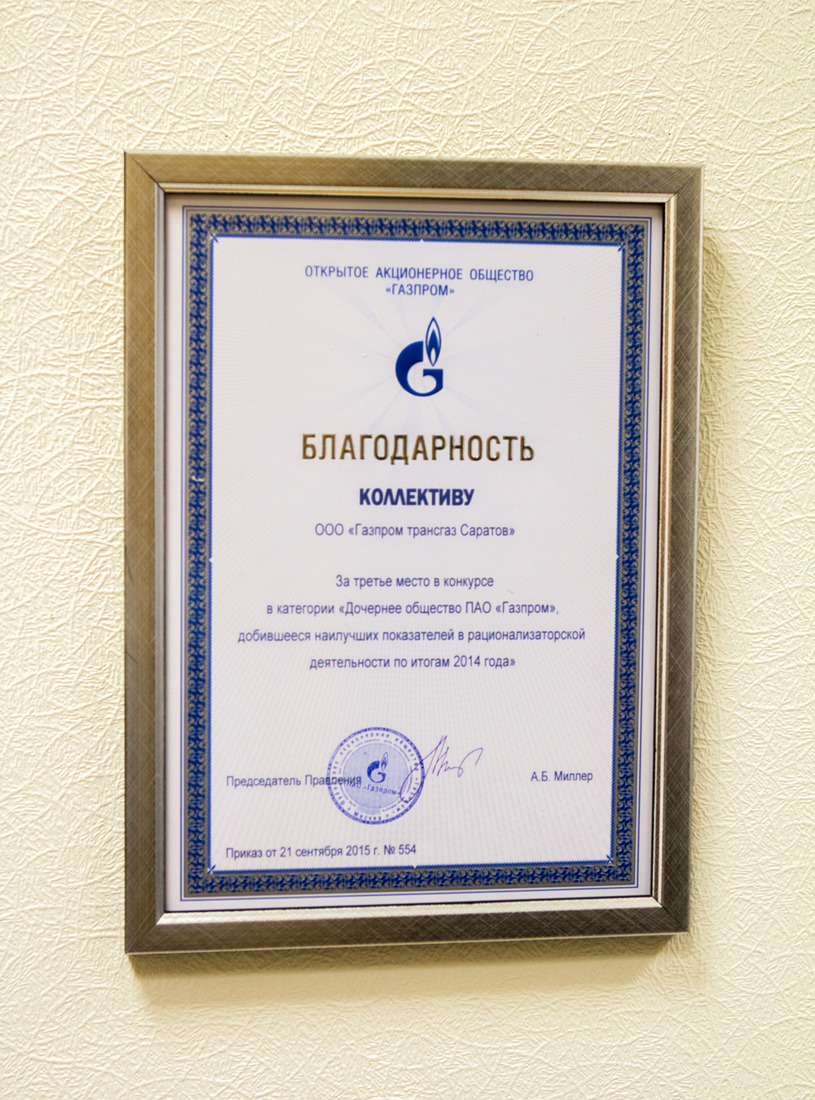 ОТКРЫТОЕ АКЦИОНЕРНОЕ ОБЩЕСТВО
«ГАЗПРОМ»
БЛАГОДАРНОСТЬ
КОЛЛЕКТИВУ
ООО «Газпром трансгаз Саратов»
За третье место в конкурсе
в категории «Дочернее общество ПАО «Газпром»,
добившееся наилучших показателей в рационализаторской
деятельности по итогам 2014 года»
Председатель Правления
ПАО «Газпром»
А.Б. Миллер
Приказ от 21 сентября 2015 г. № 554